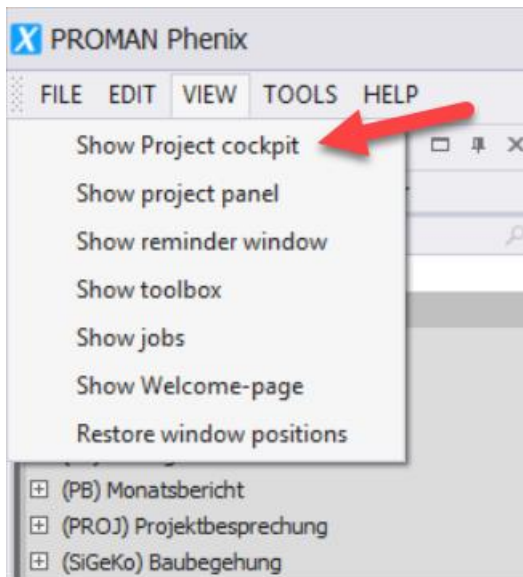 PROMAN Phenix
FILE EDIT VIEW TOOLS HELP
Show Project cockpit
Show project panel
Show reminder window
Show toolbox
Show jobs
Show Welcome-page
Restore window positions
(PB) Monatsbericht
(PROJ) Projektbesprechung
(SiGeKo) Baubegehung